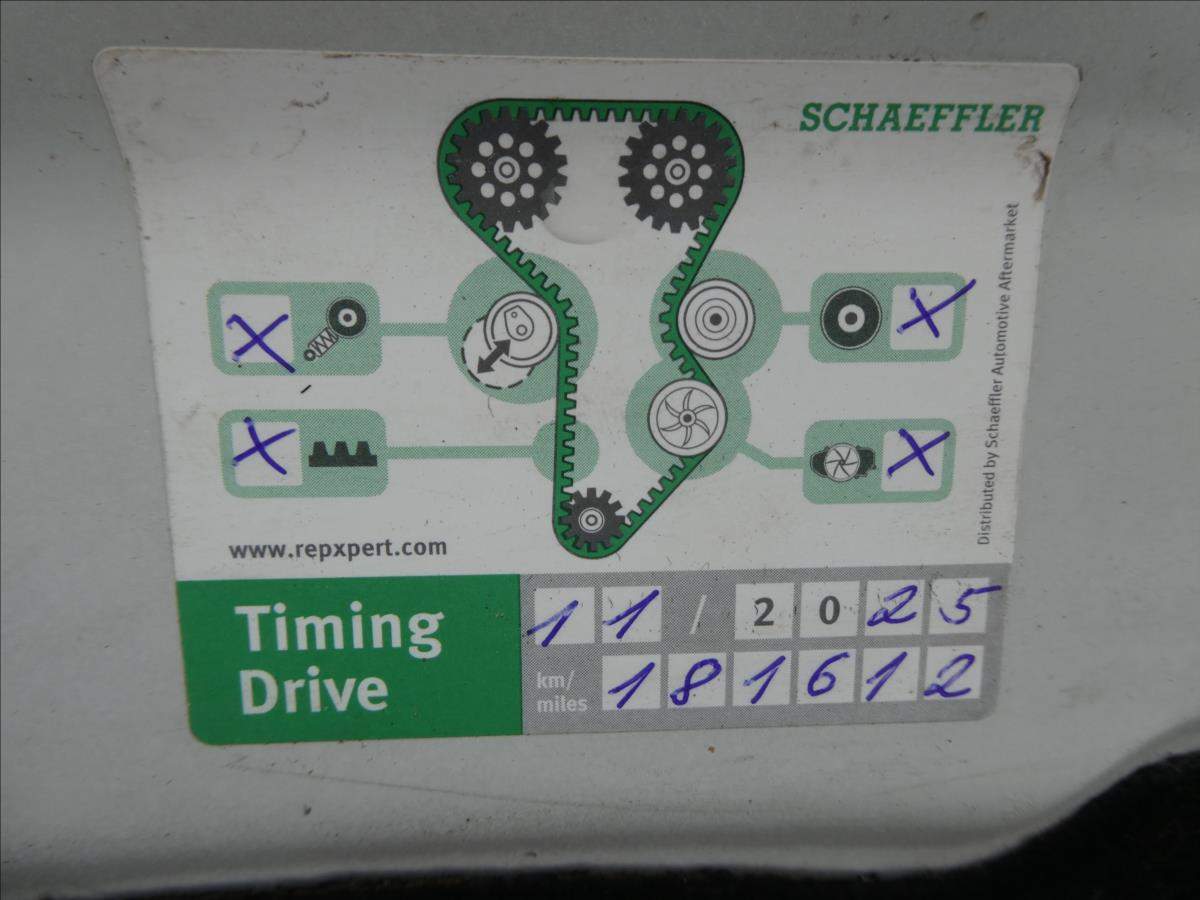 SCHAEFFLER
X
X
X
X
Distributed by Schaeffler Automotive Aftermarket
www.repxpert.com
Timing
Drive
11 / 2025
km/
miles
181612